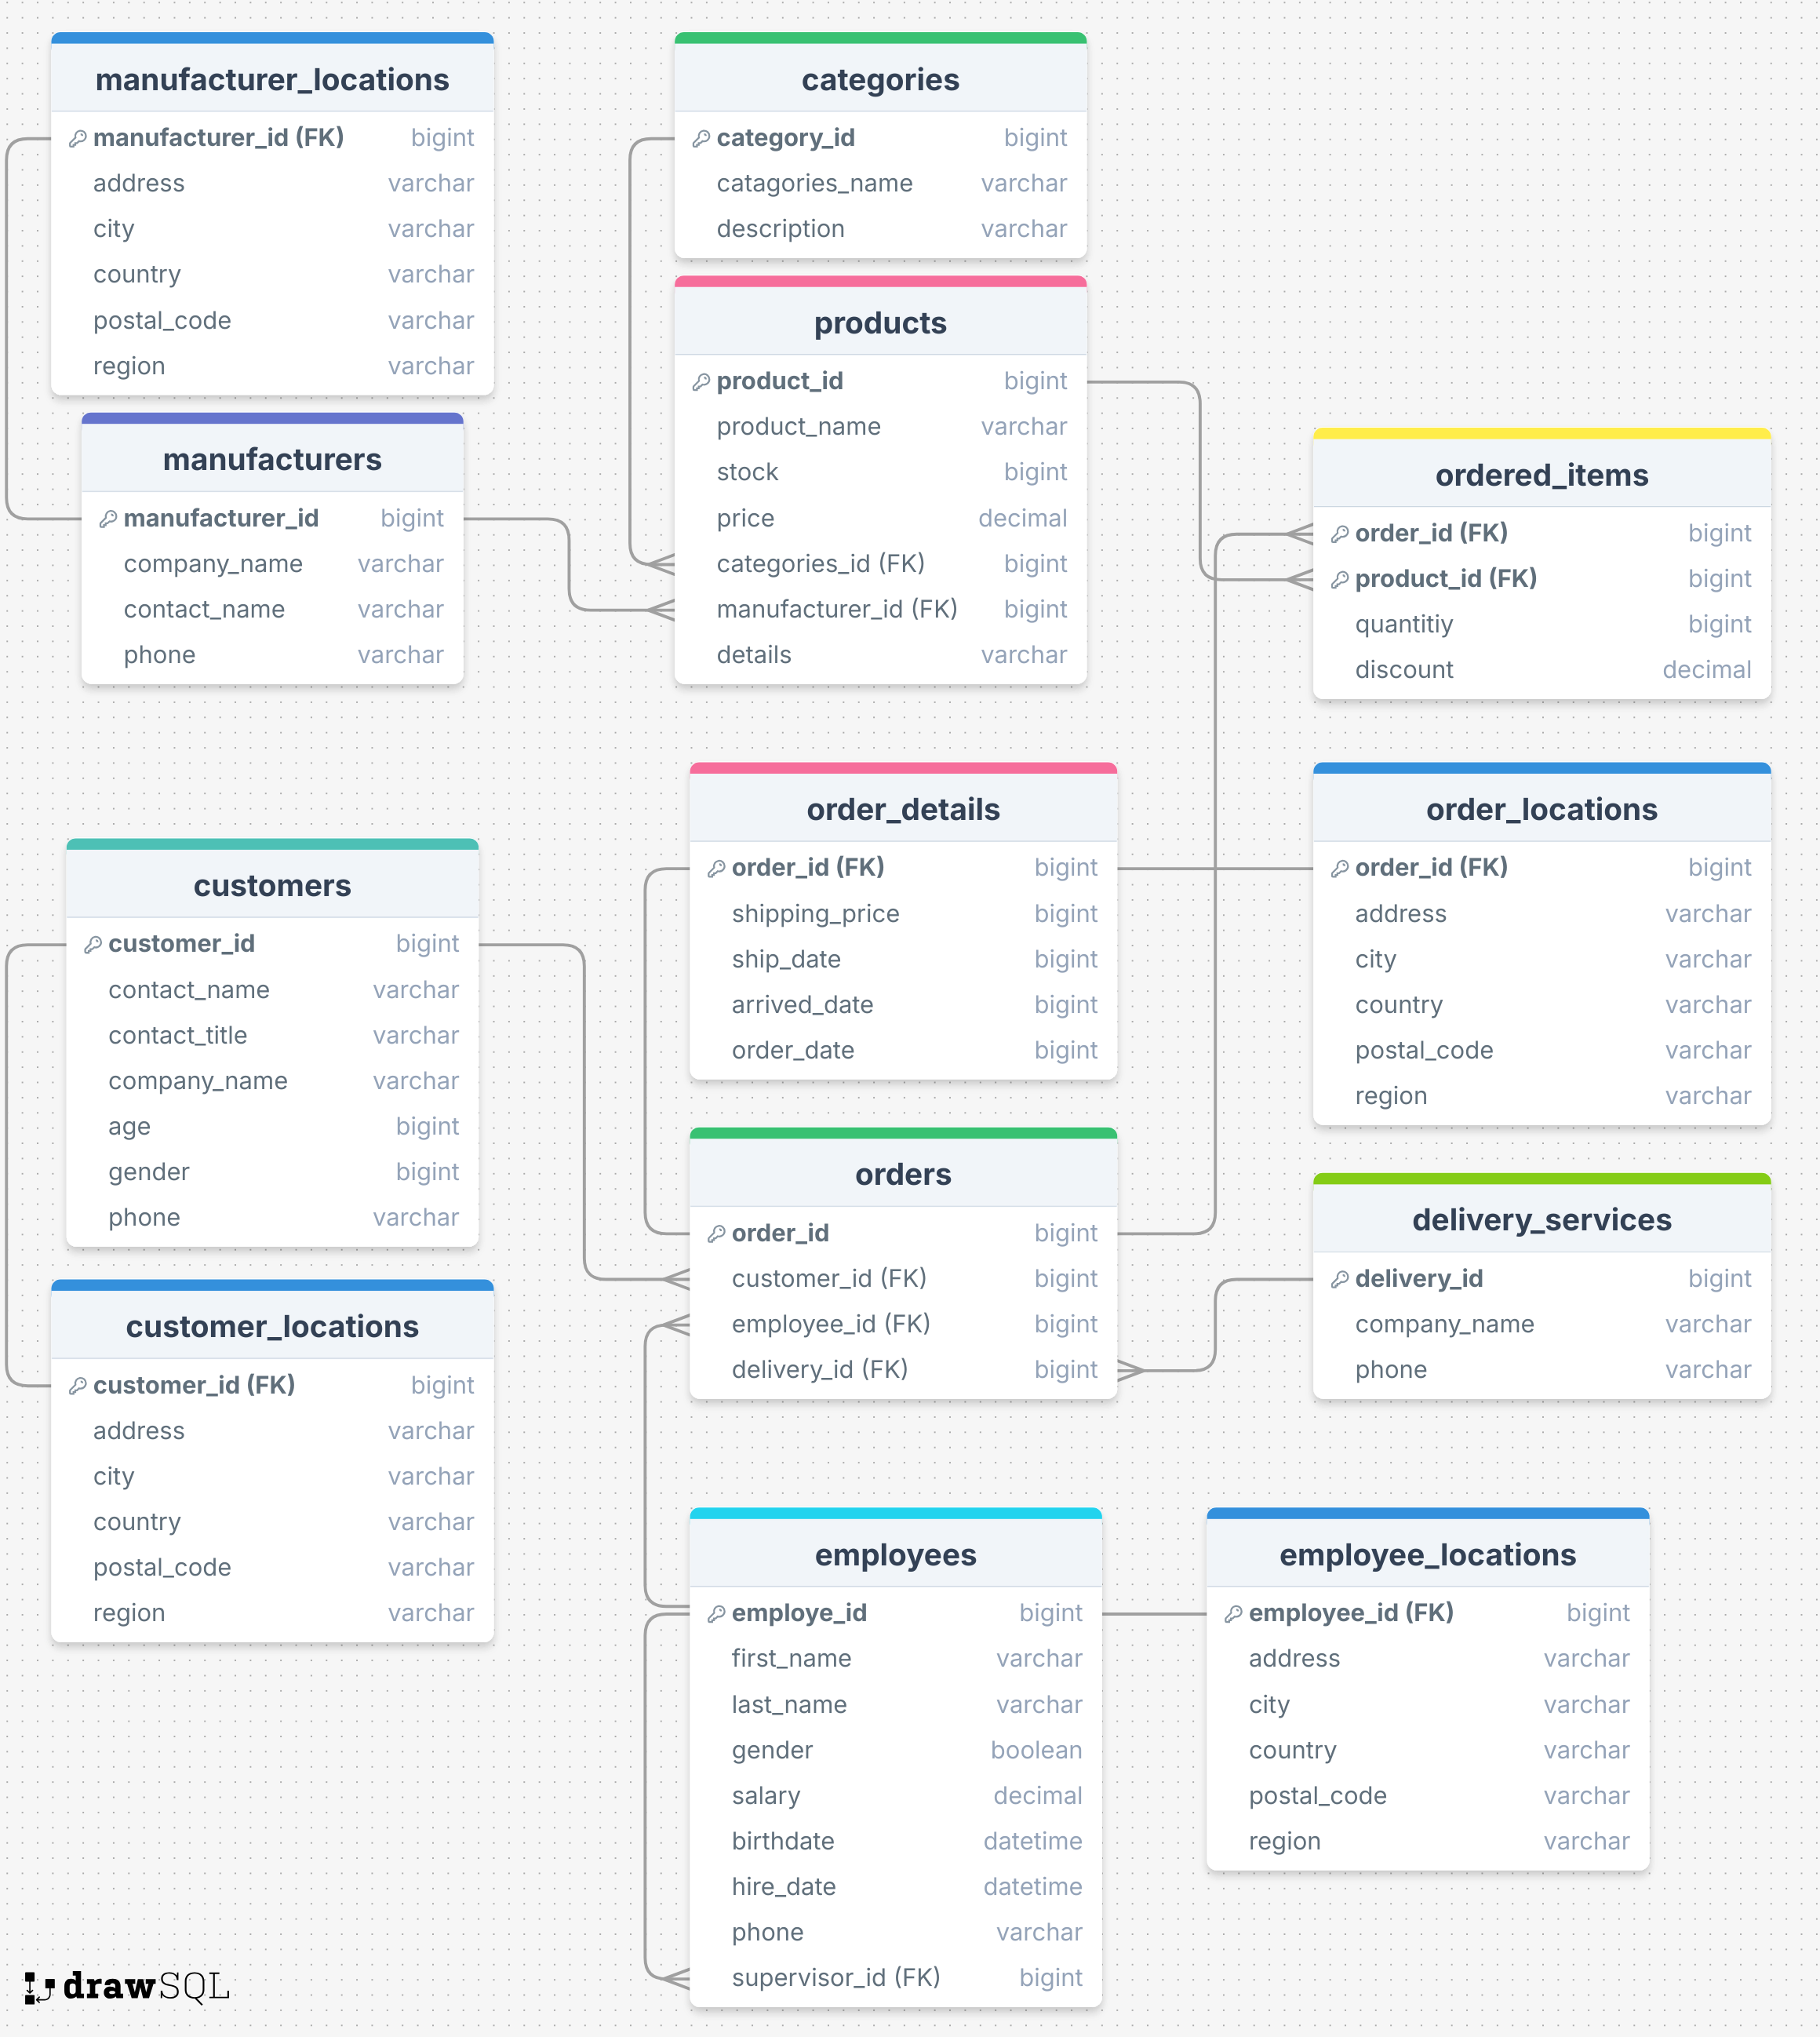 manufacturer_locations
manufacturer_id (FK) bigint
address varchar
city varchar
country varchar
postal_code varchar
region varchar
manufacturers
manufacturer_id bigint
company_name varchar
contact_name varchar
phone varchar
categories
category_id bigint
catagories_name varchar
description varchar
products
product_id bigint
product_name varchar
stock bigint
price decimal
categories_id (FK) bigint
manufacturer_id (FK) bigint
details varchar
ordered_items
order_id (FK) bigint
product_id (FK) bigint
quantitiy bigint
discount decimal
customers
customer_id bigint
contact_name varchar
contact_title varchar
company_name varchar
age bigint
gender bigint
phone varchar
customer_locations
customer_id (FK) bigint
address varchar
city varchar
country varchar
postal_code varchar
region varchar
order_details
order_id (FK) bigint
shipping_price bigint
ship_date bigint
arrived_date bigint
order_date bigint
orders
order_id bigint
customer_id (FK) bigint
employee_id (FK) bigint
delivery_id (FK) bigint
order_locations
order_id (FK) bigint
address varchar
city varchar
country varchar
postal_code varchar
region varchar
delivery_services
delivery_id bigint
company_name varchar
phone varchar
employees
employe_id bigint
first_name varchar
last_name varchar
gender boolean
salary decimal
birthdate datetime
hire_date datetime
phone varchar
supervisor_id (FK) bigint
employee_locations
employee_id (FK) bigint
address varchar
city varchar
country varchar
postal_code varchar
region varchar
drawSQL